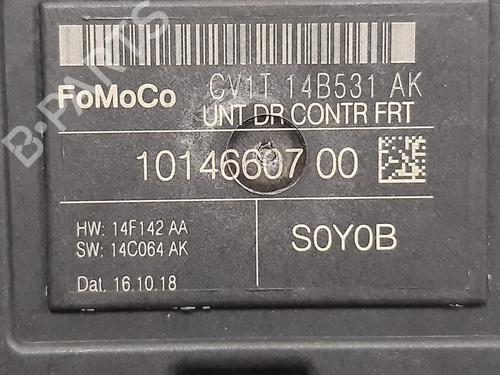 CV1T 14B531 AK
FoMoCo
UNT DR CONTR FRT
10146607 00
HW: 14F142 AA
SW: 14C064 AK
S0Y0B
Dat. 16.10.18
B-PARTS